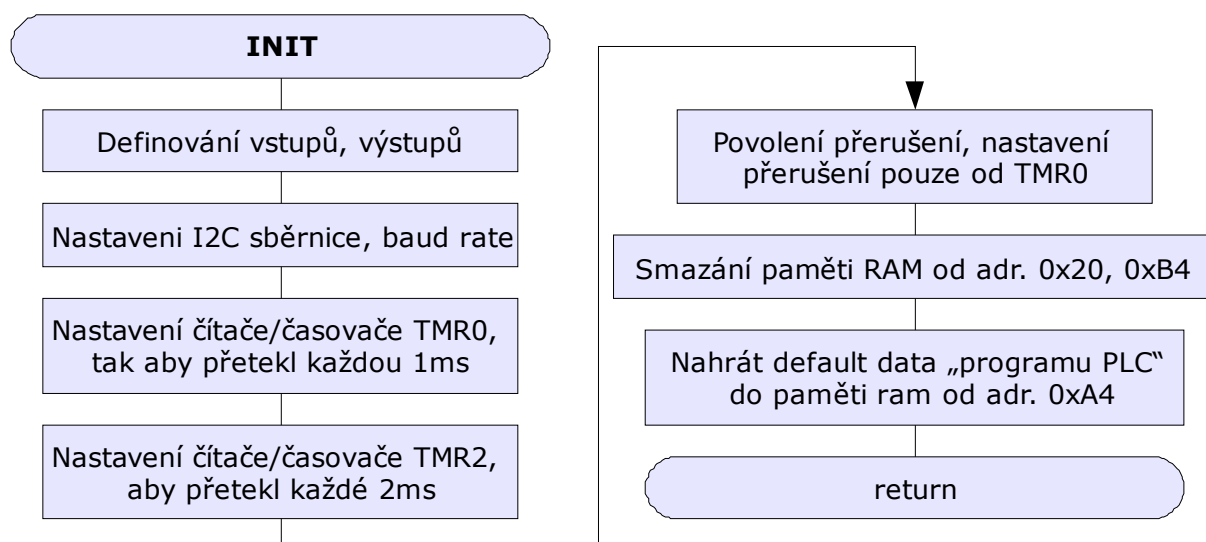 INIT
Definování vstupů, výstupů
Nastaveni I2C sběrnice, baud rate
Nastavení čítače/časovače TMR0,
tak aby přetekl každou 1ms
Nastavení čítače/časovače TMR2,
aby přetekl každé 2ms
Povolení přerušení, nastavení
přerušení pouze od TMR0
Smazání paměti RAM od adr. 0x20, 0xB4
Nahrát default data „programu PLC“
do paměti ram od adr. 0xA4
return